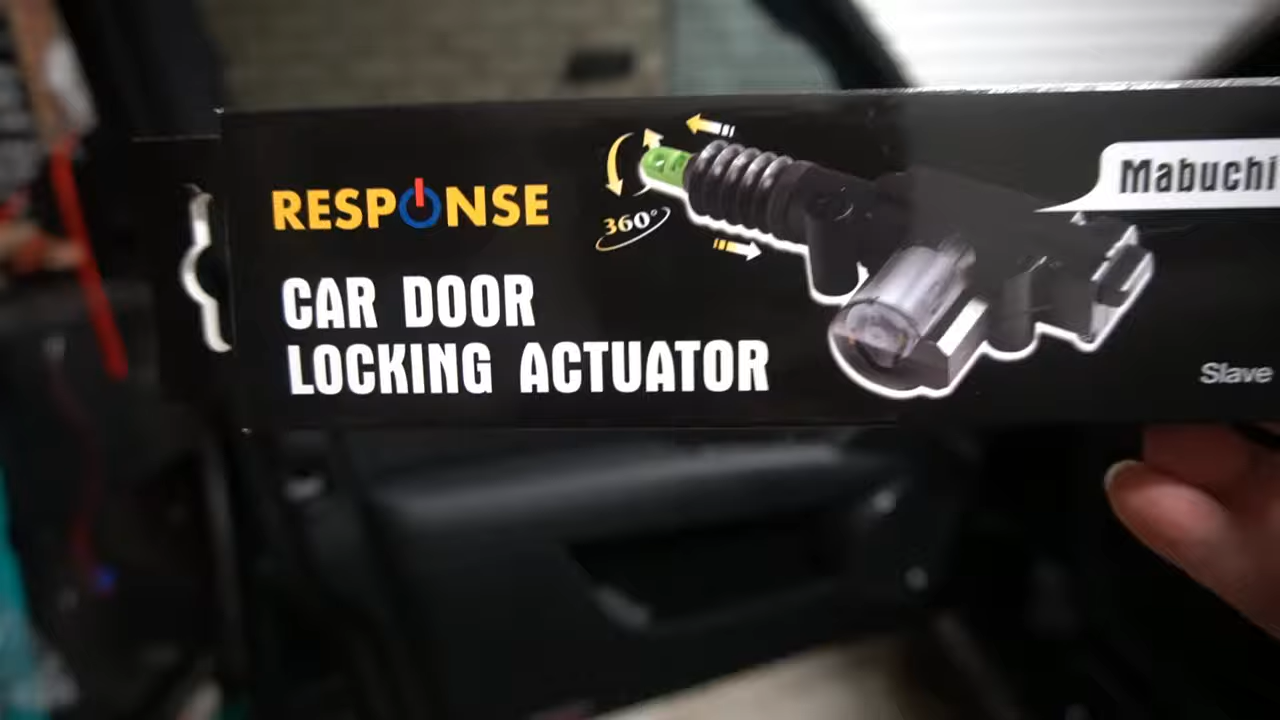 RESPONSE
360°
Mabuchi
CAR DOOR
LOCKING ACTUATOR
Slave